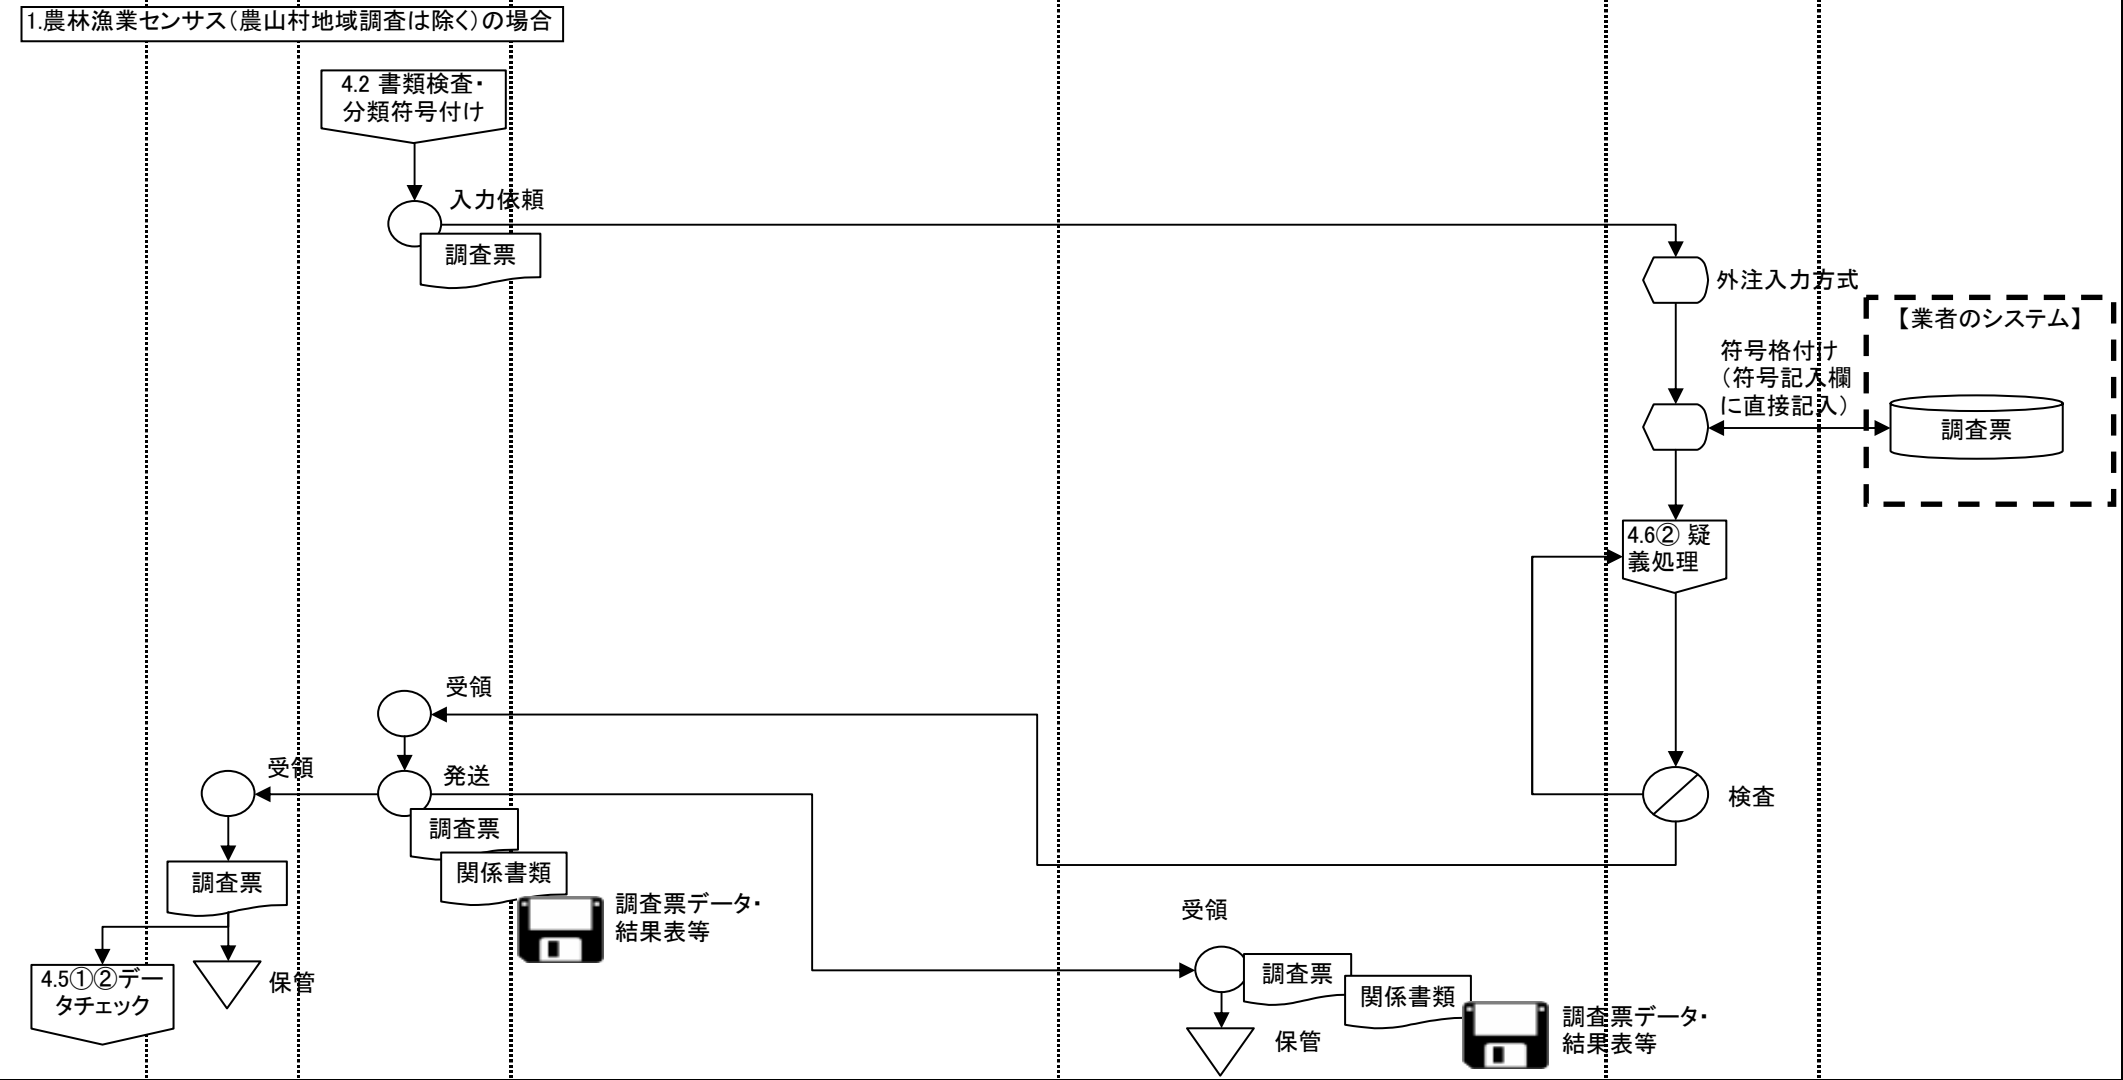 1.農林漁業センサス(農山村地域調査は除く)の場合
4.2 書類検査・
分類符号付け
入力依頼
調査票
外注入力方式
【業者のシステム】
符号格付け
(符号記入欄
に直接記入)
調査票
4.6② 疑
義処理
受領
受領
発送
検査
調査票
関係書類
調査票
調査票データ・
結果表等
受領
4.5①②デー
タチェック
保管
調査票
関係書類
調査票データ・
結果表等
保管